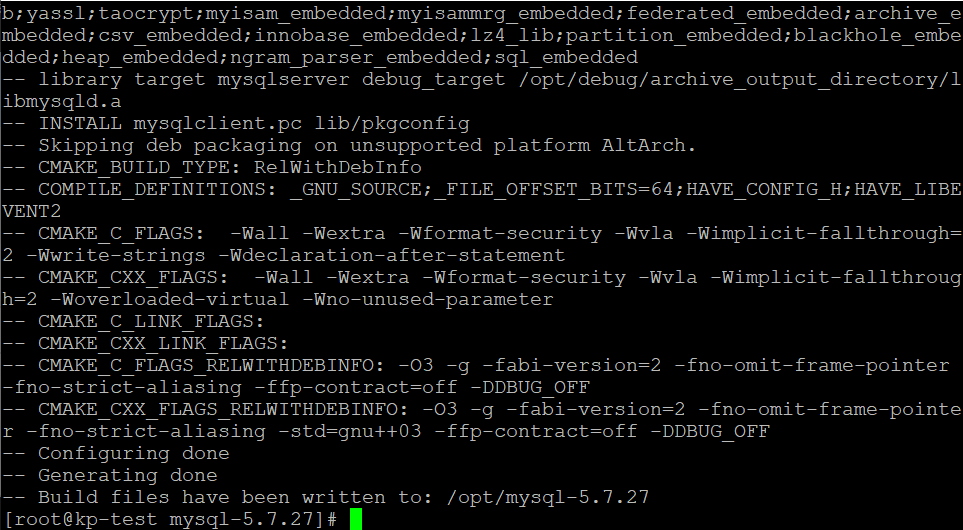 b;yassl;taocrypt;myisam_embedded;myisammrg_embedded;federated_embedded;archive_e
mbedded;csv_embedded;innobase_embedded;lz4_lib;partition_embedded;blackhole_embe
dded;heap_embedded;ngram_parser_embedded;sql_embedded
-- library target mysqlserver debug_target /opt/debug/archive_output_directory/l
ibmysqld.a
-- INSTALL mysqlclient.pc lib/pkgconfig
-- Skipping deb packaging on unsupported platform AltArch.
-- CMAKE_BUILD_TYPE: RelWithDebInfo
-- COMPILE_DEFINITIONS: _GNU_SOURCE;_FILE_OFFSET_BITS=64;HAVE_CONFIG_H;HAVE_LIBE
VENT2
-- CMAKE_C_FLAGS:  -Wall -Wextra -Wformat-security -Wvla -Wimplicit-fallthrough=
2 -Wwrite-strings -Wdeclaration-after-statement
-- CMAKE_CXX_FLAGS:  -Wall -Wextra -Wformat-security -Wvla -Wimplicit-fallthroug
h=2 -Woverloaded-virtual -Wno-unused-parameter
-- CMAKE_C_LINK_FLAGS:
-- CMAKE_CXX_LINK_FLAGS:
-- CMAKE_C_FLAGS_RELWITHDEBINFO: -O3 -g -fabi-version=2 -fno-omit-frame-pointer
-fno-strict-aliasing -ffp-contract=off -DDBUG_OFF
-- CMAKE_CXX_FLAGS_RELWITHDEBINFO: -O3 -g -fabi-version=2 -fno-omit-frame-pointe
r -fno-strict-aliasing -std=gnu++03 -ffp-contract=off -DDBUG_OFF
-- Configuring done
-- Generating done
-- Build files have been written to: /opt/mysql-5.7.27
[root@kp-test mysql-5.7.27]#